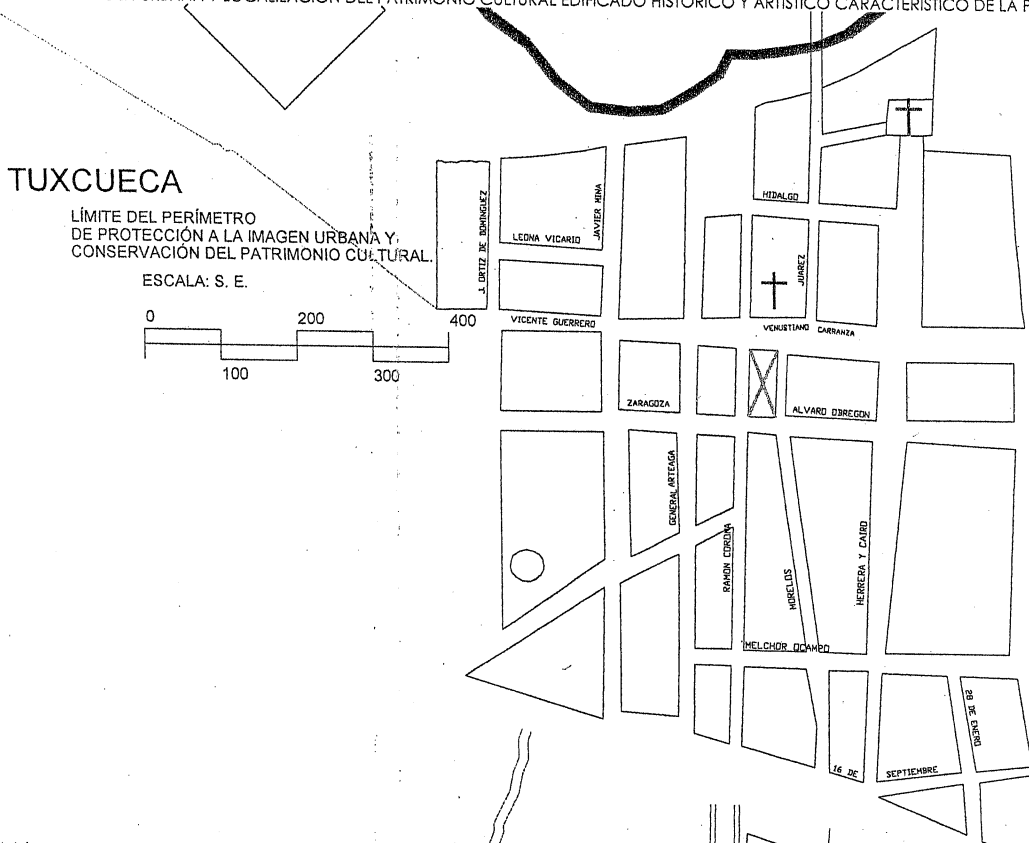 Y LOCALIZACIÓN DEL PATRIMONIO CULTURAL EDIFICADO HISTÓRICO Y ARTÍSTICO CARACTERÍSTICO DE LA
TUXCUECA
LÍMITE DEL PERÍMETRO
DE PROTECCIÓN A LA IMAGEN URBANA Y
CONSERVACIÓN DEL PATRIMONIO CULTURAL.
ESCALA: S. E.
0
200
400
100
300
J. ORTIZ DE DOMINGUEZ
LEONA VICARIO
JAVIER MINA
HIDALGO
JUAREZ
VICENTE GUERRERO
VENUSTIANO CARRANZA
ZARAGOZA
ALVARO OBREGON
GENERAL ARTEAGA
RAMON CORONA
MORELOS
HERRERA Y CAIRO
MELCHOR OCAMPO
28 DE ENERO
16 DE SEPTIEMBRE